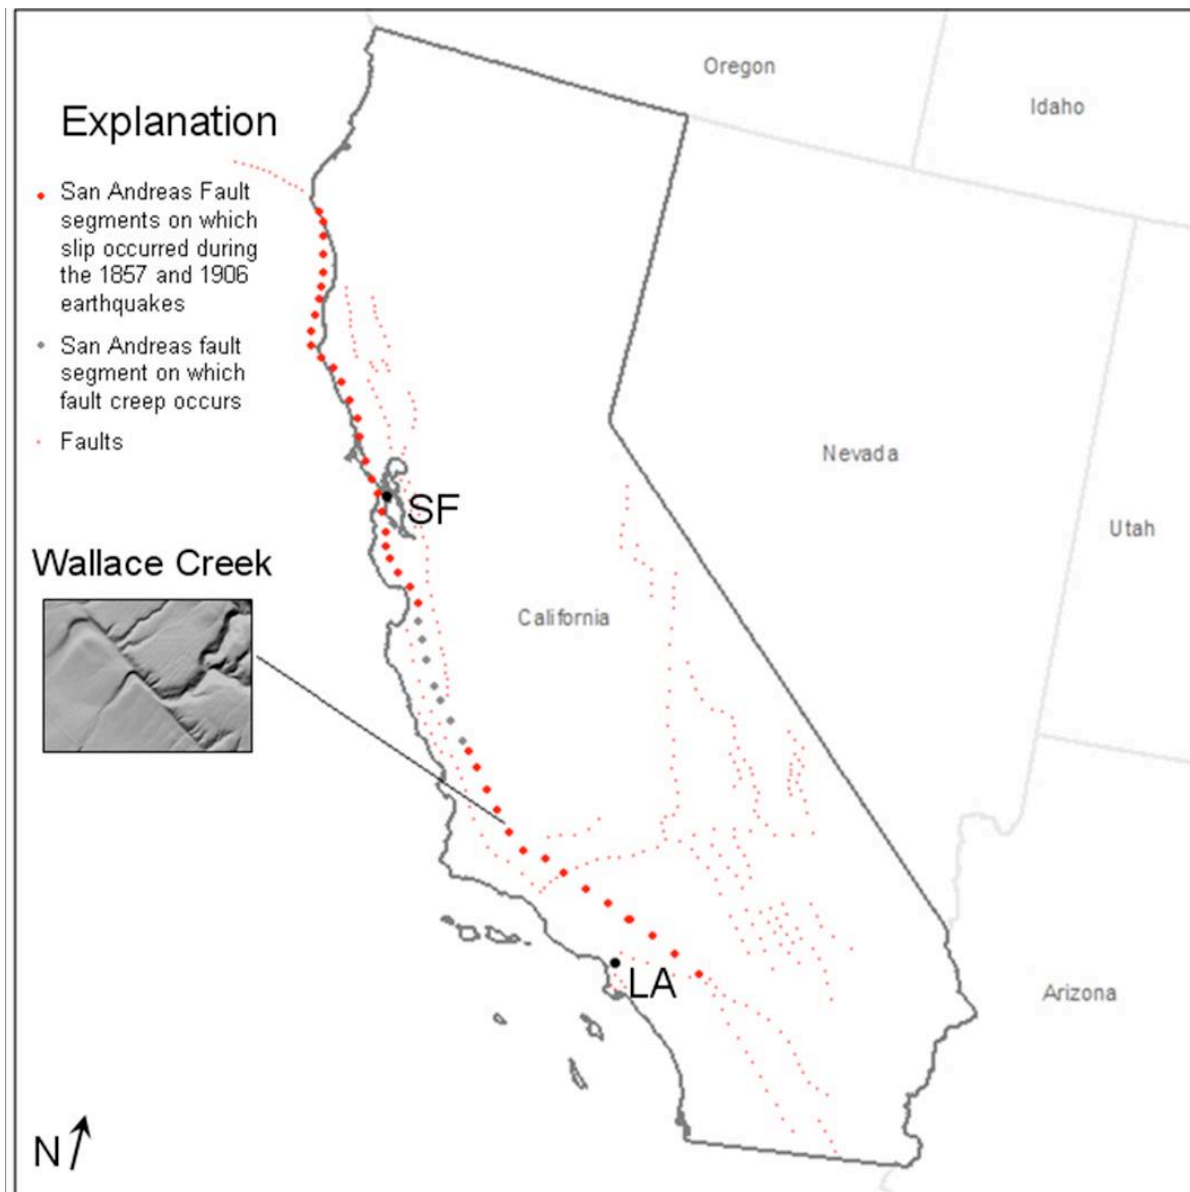 Oregon
Idaho
Explanation
San Andreas Fault
segments on which
slip occurred during
the 1857 and 1906
earthquakes
San Andreas fault
segment on which
fault creep occurs
Faults
Nevada
SF
Utah
Wallace Creek
California
LA
Arizona
N